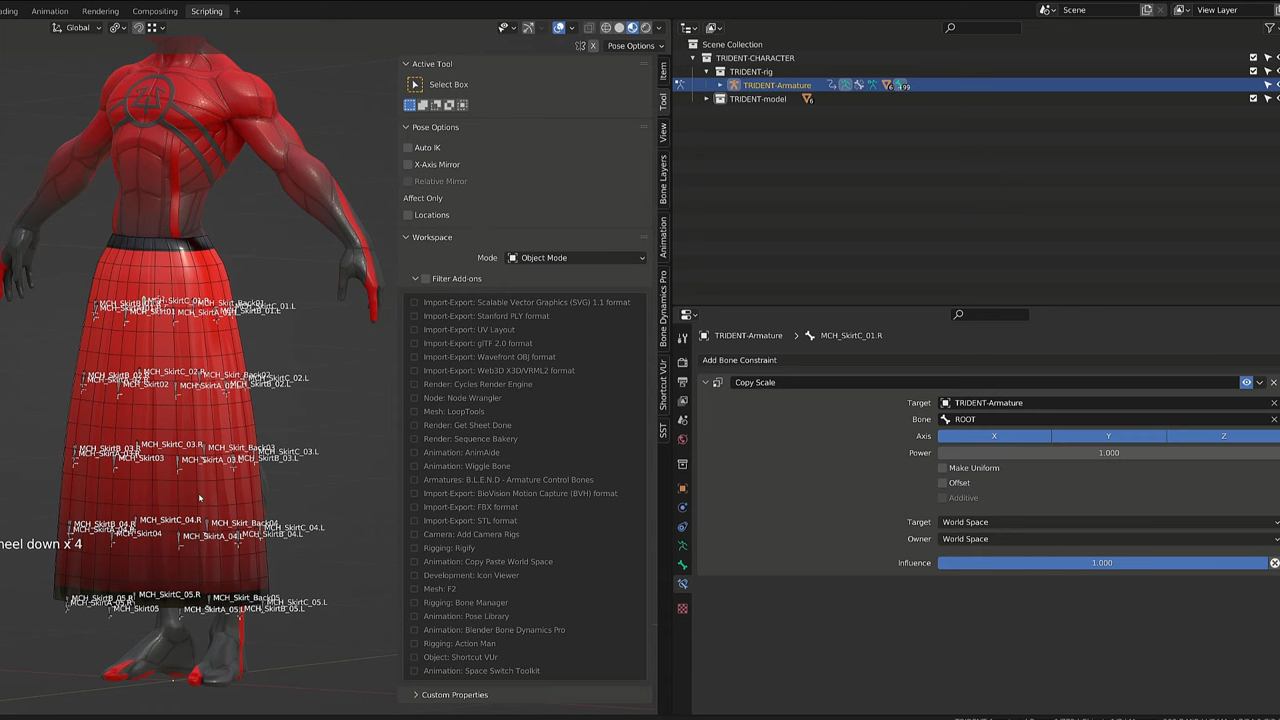 ading Animation Rendering Compositing Scripting +
Scene View Layer
Global
Pose Options
X
Active Tool
Select Box
Pose Options
Auto IK
X-Axis Mirror
Relative Mirror
Affect Only
Locations
Workspace
Mode Object Mode
Filter Add-ons
Import-Export: Scalable Vector Graphics (SVG) 1.1 format
Import-Export: Stanford PLY format
Import-Export: UV Layout
Import-Export: glTF 2.0 format
Import-Export: Wavefront OBJ format
Import-Export: Web3D X3D/VRML2 format
Render: Cycles Render Engine
Node: Node Wrangler
Mesh: LoopTools
Render: Get Sheet Done
Render: Sequence Bakery
Animation: AnimAide
Animation: Wiggle Bone
Armatures: B.L.E.N.D - Armature Control Bones
Import-Export: BioVision Motion Capture (BVH) format
Import-Export: FBX format
Import-Export: STL format
Camera: Add Camera Rigs
Rigging: Rigify
Animation: Copy Paste World Space
Development: Icon Viewer
Mesh: F2
Rigging: Bone Manager
Animation: Pose Library
Animation: Blender Bone Dynamics Pro
Rigging: Action Man
Object: Shortcut VUr
Animation: Space Switch Toolkit
Custom Properties
Item
Tool
View
Bone Layers
Animation
Bone Dynamics Pro
Shortcut VUr
SST
Scene Collection
TRIDENT-CHARACTER
TRIDENT-rig
TRIDENT-Armature
TRIDENT-model
TRIDENT-Armature > MCH_SkirtC_01.R
Add Bone Constraint
Copy Scale
Target TRIDENT-Armature
Bone ROOT
Axis X Y Z
Power 1.000
Make Uniform
Offset
Additive
Target World Space
Owner World Space
Influence 1.000
MCH_SkirtC_01.R
MCH_Skirt_Back01
MCH_Skirt01
MCH_SkirtB_01.L
MCH_SkirtC_02.R
MCH_Skirt_Back02
MCH_SkirtC_02.L
MCH_Skirt02
MCH_SkirtA_02.L
MCH_SkirtB_02.L
MCH_SkirtC_03.R
MCH_Skirt_Back03
MCH_SkirtC_03.L
MCH_SkirtB_03.R
MCH_Skirt03
MCH_SkirtA_03.L
MCH_SkirtB_03.L
MCH_SkirtC_04.R
MCH_Skirt_Back04
MCH_SkirtC_04.L
MCH_SkirtB_04.R
MCH_Skirt04
MCH_SkirtA_04.L
MCH_SkirtB_04.L
heel down x 4
MCH_SkirtC_05.R
MCH_Skirt_Back05
MCH_SkirtC_05.L
MCH_SkirtB_05.R
MCH_Skirt05
MCH_SkirtA_05.L
MCH_SkirtB_05.L